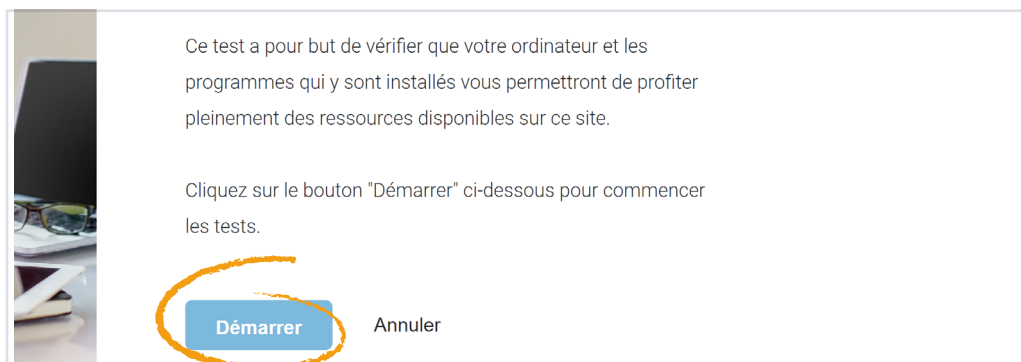 Ce test a pour but de vérifier que votre ordinateur et les
programmes qui y sont installés vous permettront de profiter
pleinement des ressources disponibles sur ce site.
Cliquez sur le bouton "Démarrer" ci-dessous pour commencer
les tests.
Démarrer Annuler